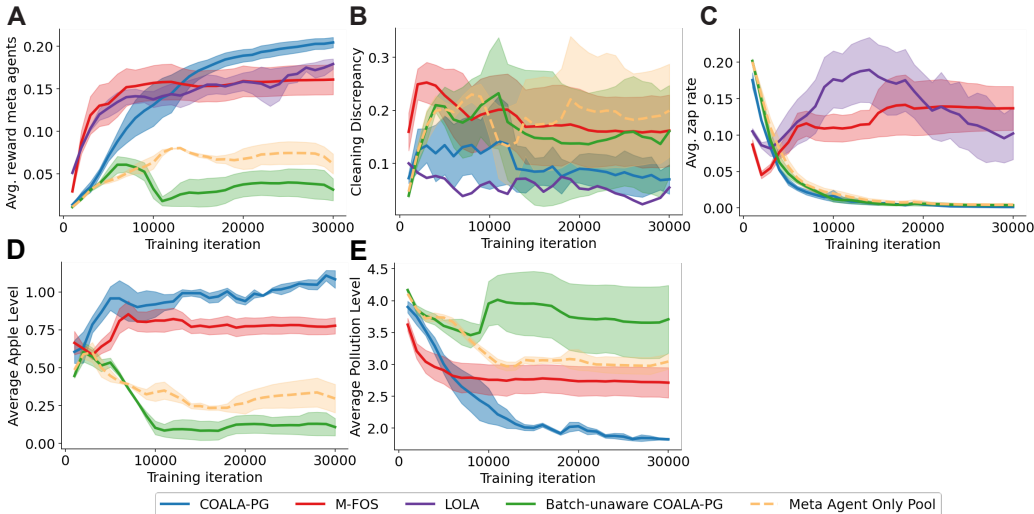 A
Avg. reward meta agents
0.20
0.15
0.10
0.05
0
10000
20000
30000
Training iteration
B
Cleaning Discrepancy
0.3
0.2
0.1
0
10000
20000
30000
Training iteration
C
Avg. zap rate
0.20
0.15
0.10
0.05
0.00
0
10000
20000
30000
Training iteration
D
Average Apple Level
1.00
0.75
0.50
0.25
0.00
0
10000
20000
30000
Training iteration
E
Average Pollution Level
4.5
4.0
3.5
3.0
2.5
2.0
0
10000
20000
30000
Training iteration
COALA-PG
M-FOS
LOLA
Batch-unaware COALA-PG
Meta Agent Only Pool